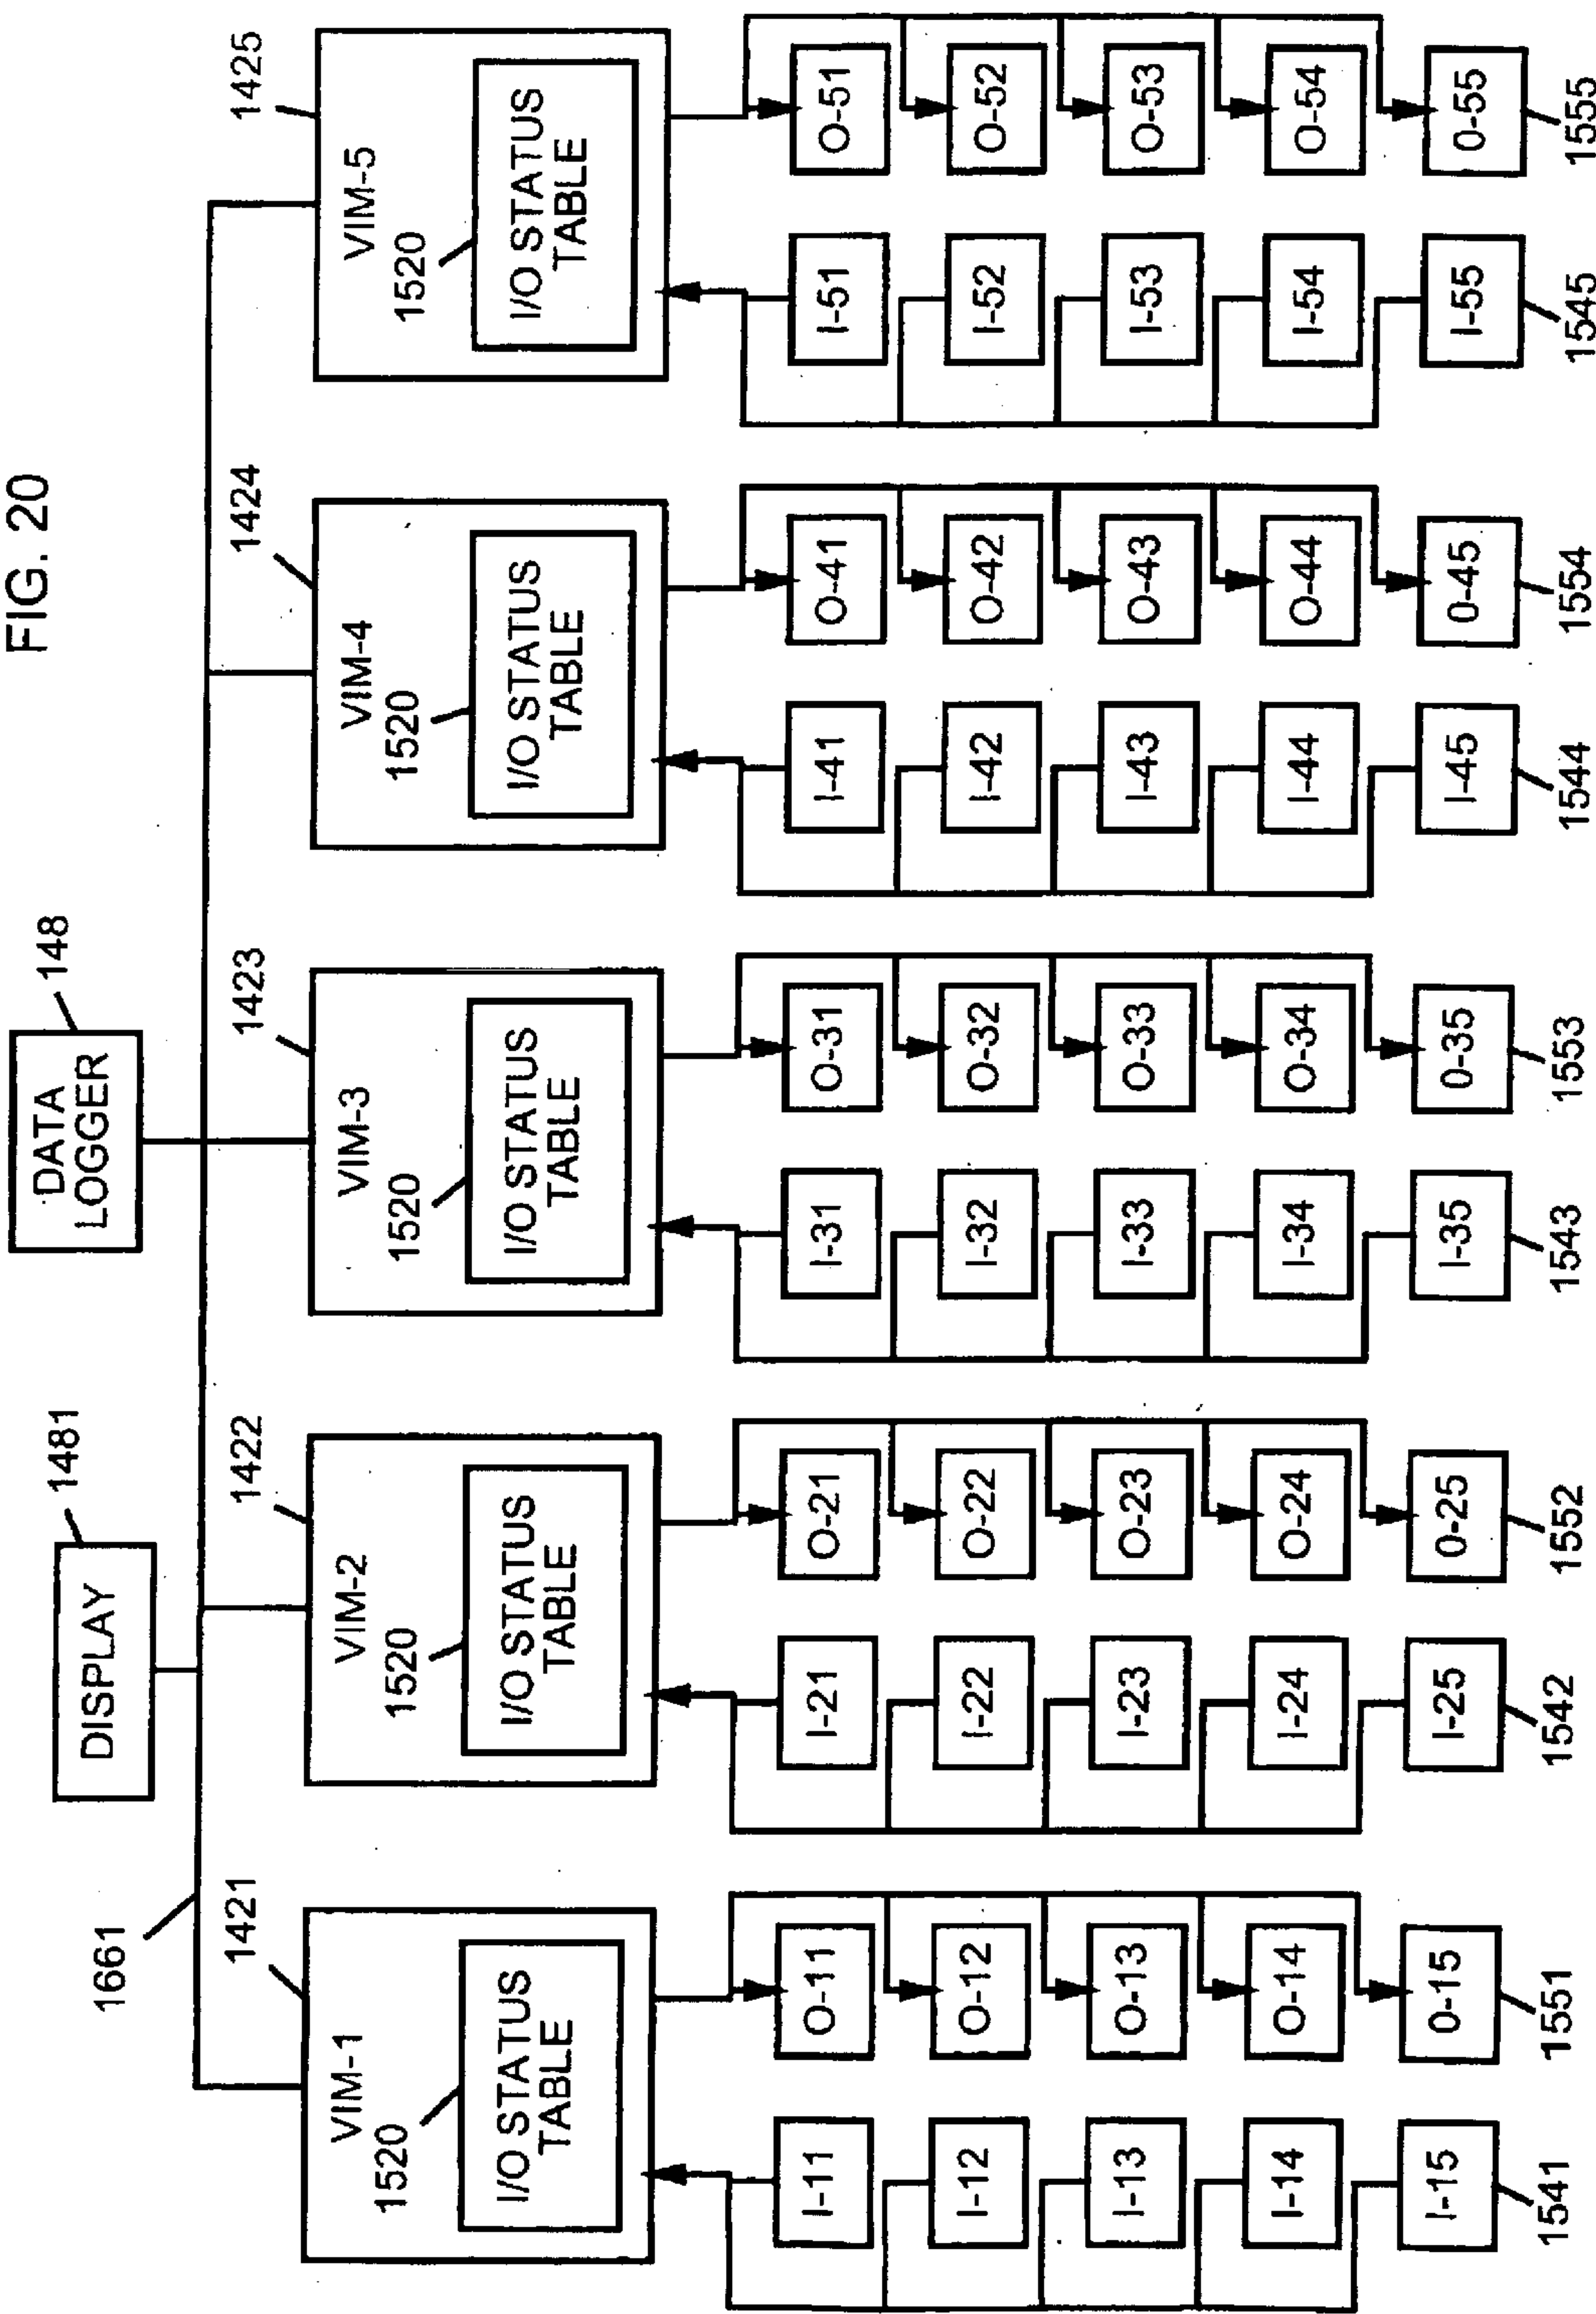 FIG. 20
DISPLAY
1481
DATA
LOGGER
148
1661
1421
1422
1423
1424
1425
VIM-1
1520
I/O STATUS
TABLE
VIM-2
1520
I/O STATUS
TABLE
VIM-3
1520
I/O STATUS
TABLE
VIM-4
1520
I/O STATUS
TABLE
VIM-5
1520
I/O STATUS
TABLE
I-11
O-11
I-21
O-21
I-31
O-31
I-41
O-41
I-51
O-51
I-12
O-12
I-22
O-22
I-32
O-32
I-42
O-42
I-52
O-52
I-13
O-13
I-23
O-23
I-33
O-33
I-43
O-43
I-53
O-53
I-14
O-14
I-24
O-24
I-34
O-34
I-44
O-44
I-54
O-54
I-15
0-15
I-25
0-25
I-35
0-35
I-45
0-45
I-55
0-55
1541
1551
1542
1552
1543
1553
1544
1554
1545
1555